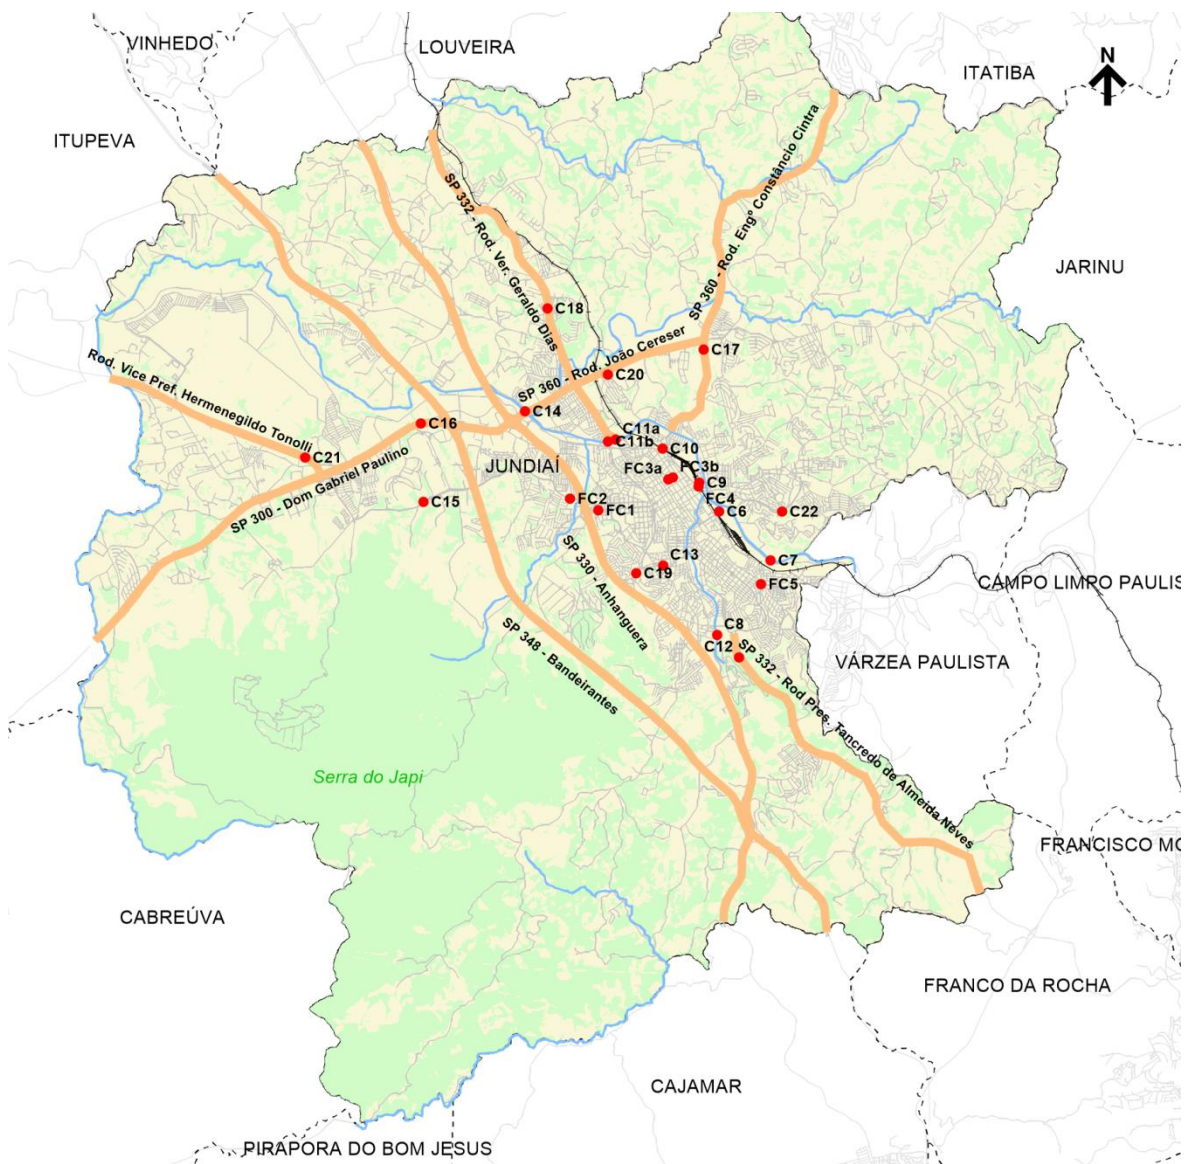 VINHEDO
LOUVEIRA
N
ITATIBA
ITUPEVA
SP 332 - Rod. Ver. Geraldo Dias
SP 360 - Rod. Engº Constâncio Cintra
JARINU
C18
SP 360 - Rod. João Cereser
C17
Rod. Vice Pref. Hermenegildo Tonolli
C20
C14
C16
C11a
C11b
C10
C21
JUNDIAÍ
FC3a
FC3b
C9
SP 300 - Dom Gabriel Paulino
C15
FC2
FC4
FC1
C6
C22
SP 330 - Anhanguera
C13
C7
C19
FC5
CAMPO LIMPO PAULIS
SP 348 - Bandeirantes
C8
C12
SP 332 - Rod Pres. Tancredo de Almeida Neves
VÁRZEA PAULISTA
Serra do Japi
FRANCISCO MO
CABREÚVA
FRANCO DA ROCHA
CAJAMAR
PIRAPORA DO BOM JESUS